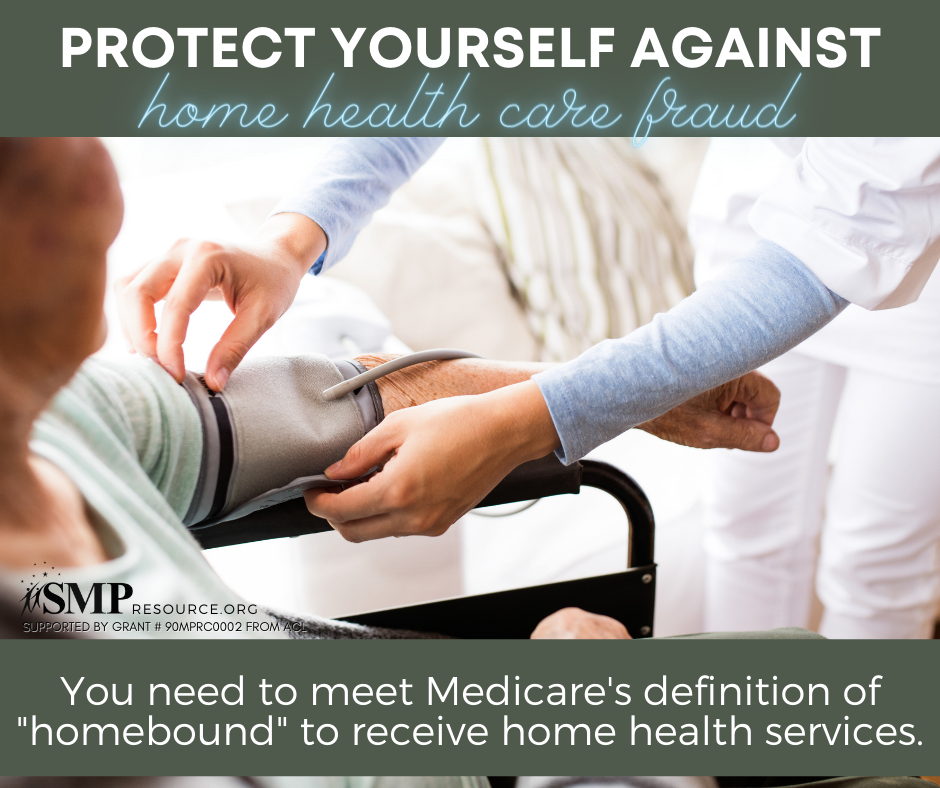 PROTECT YOURSELF AGAINST
home health care fraud
SMP RESOURCE.ORG
SUPPORTED BY GRANT # 90MPRC0002 FROM ACL
You need to meet Medicare's definition of
"homebound" to receive home health services.